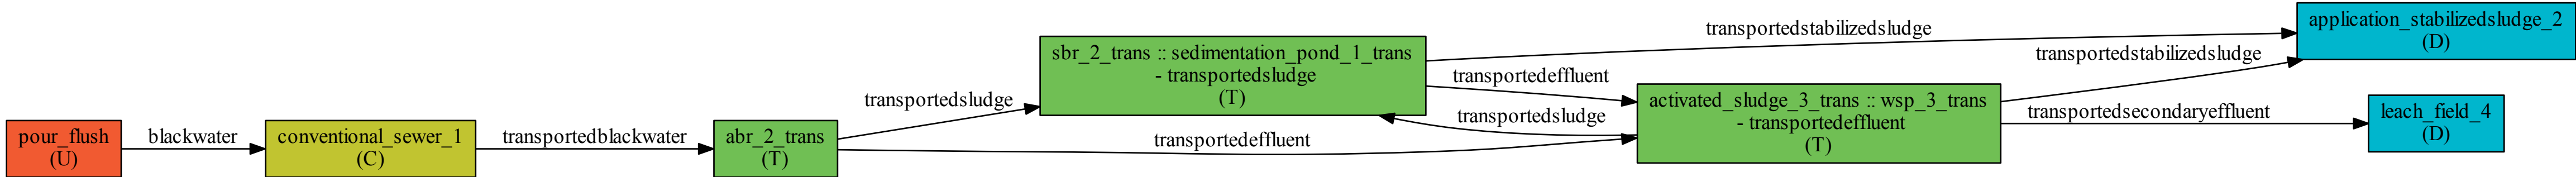 pour_flush
(U)
blackwater
conventional_sewer_1
(C)
transportedblackwater
abr_2_trans
(T)
transportedsludge
transportedeffluent
sbr_2_trans :: sedimentation_pond_1_trans
- transportedsludge
(T)
transportedstabilizedsludge
transportedeffluent
transportedsludge
activated_sludge_3_trans :: wsp_3_trans
- transportedeffluent
(T)
transportedstabilizedsludge
transportedsecondaryeffluent
application_stabilizedsludge_2
(D)
leach_field_4
(D)